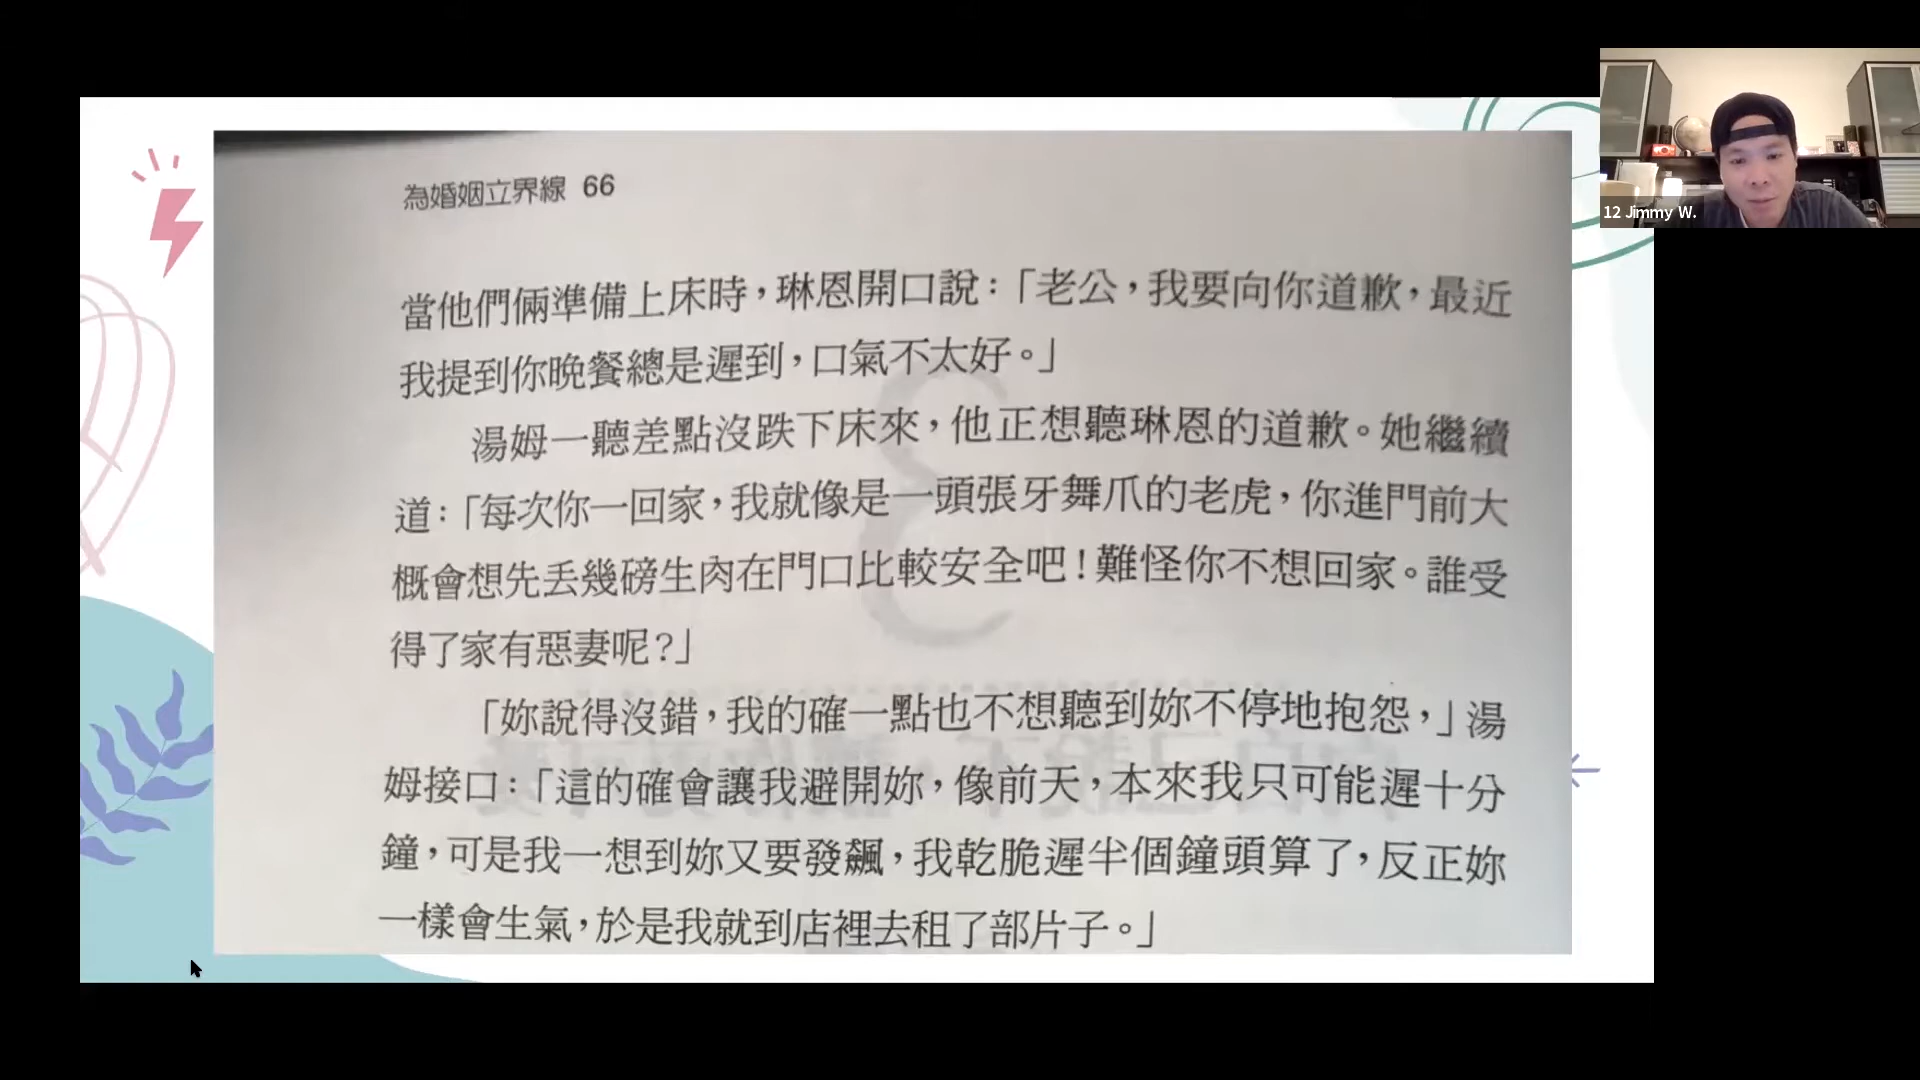 為婚姻立界線 66
12 Jimmy W.
當他們倆準備上床時，琳恩開口說：「老公，我要向你道歉，最近
我提到你晚餐總是遲到，口氣不太好。」
湯姆一聽差點沒跌下床來，他正想聽琳恩的道歉。她繼續
道：「每次你一回家，我就像是一頭張牙舞爪的老虎，你進門前大
概會想先丟幾磅生肉在門口比較安全吧！難怪你不想回家。誰受
得了家有惡妻呢？」
「妳說得沒錯，我的確一點也不想聽到妳不停地抱怨，」湯
姆接口：「這的確會讓我避開妳，像前天，本來我只可能遲十分
鐘，可是我一想到妳又要發飆，我乾脆遲半個鐘頭算了，反正妳
一樣會生氣，於是我就到店裡去租了部片子。」